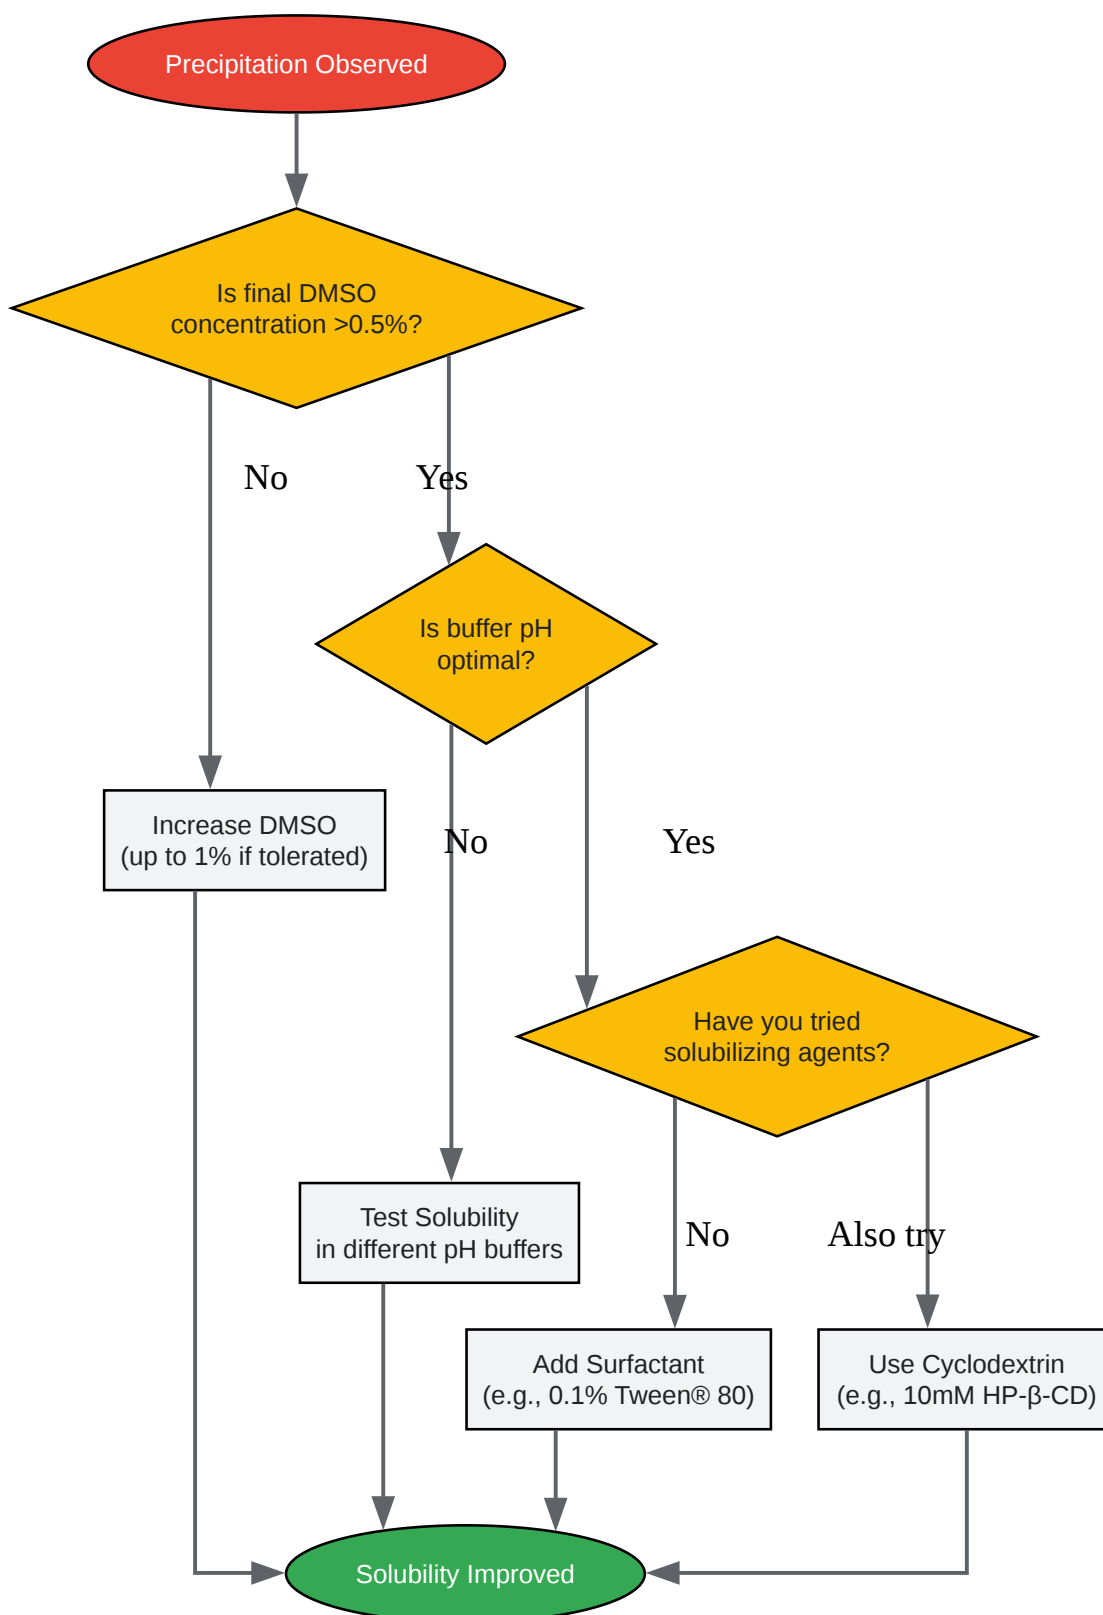 Precipitation Observed
Is final DMSO
concentration >0.5%?
No
Yes
Is buffer pH
optimal?
Increase DMSO
(up to 1% if tolerated)
No
Yes
Have you tried
solubilizing agents?
Test Solubility
in different pH buffers
No
Also try
Add Surfactant
(e.g., 0.1% Tween® 80)
Use Cyclodextrin
(e.g., 10mM HP-β-CD)
Solubility Improved